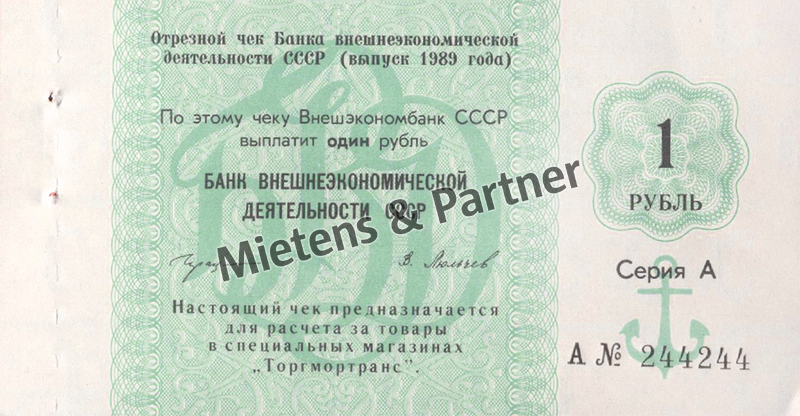 Отрезной чек Банка внешнеэкономической
деятельности СССР (выпуск 1989 года)
По этому чеку Внешэкономбанк СССР
выплатит один рубль
БАНК ВНЕШНЕЭКОНОМИЧЕСКОЙ
ДЕЯТЕЛЬНОСТИ СССР
В. Люльчев
Настоящий чек предназначается
для расчета за товары
в специальных магазинах
„Торгмортранс".
1
РУБЛЬ
Серия А
А № 244244
Mietens & Partner